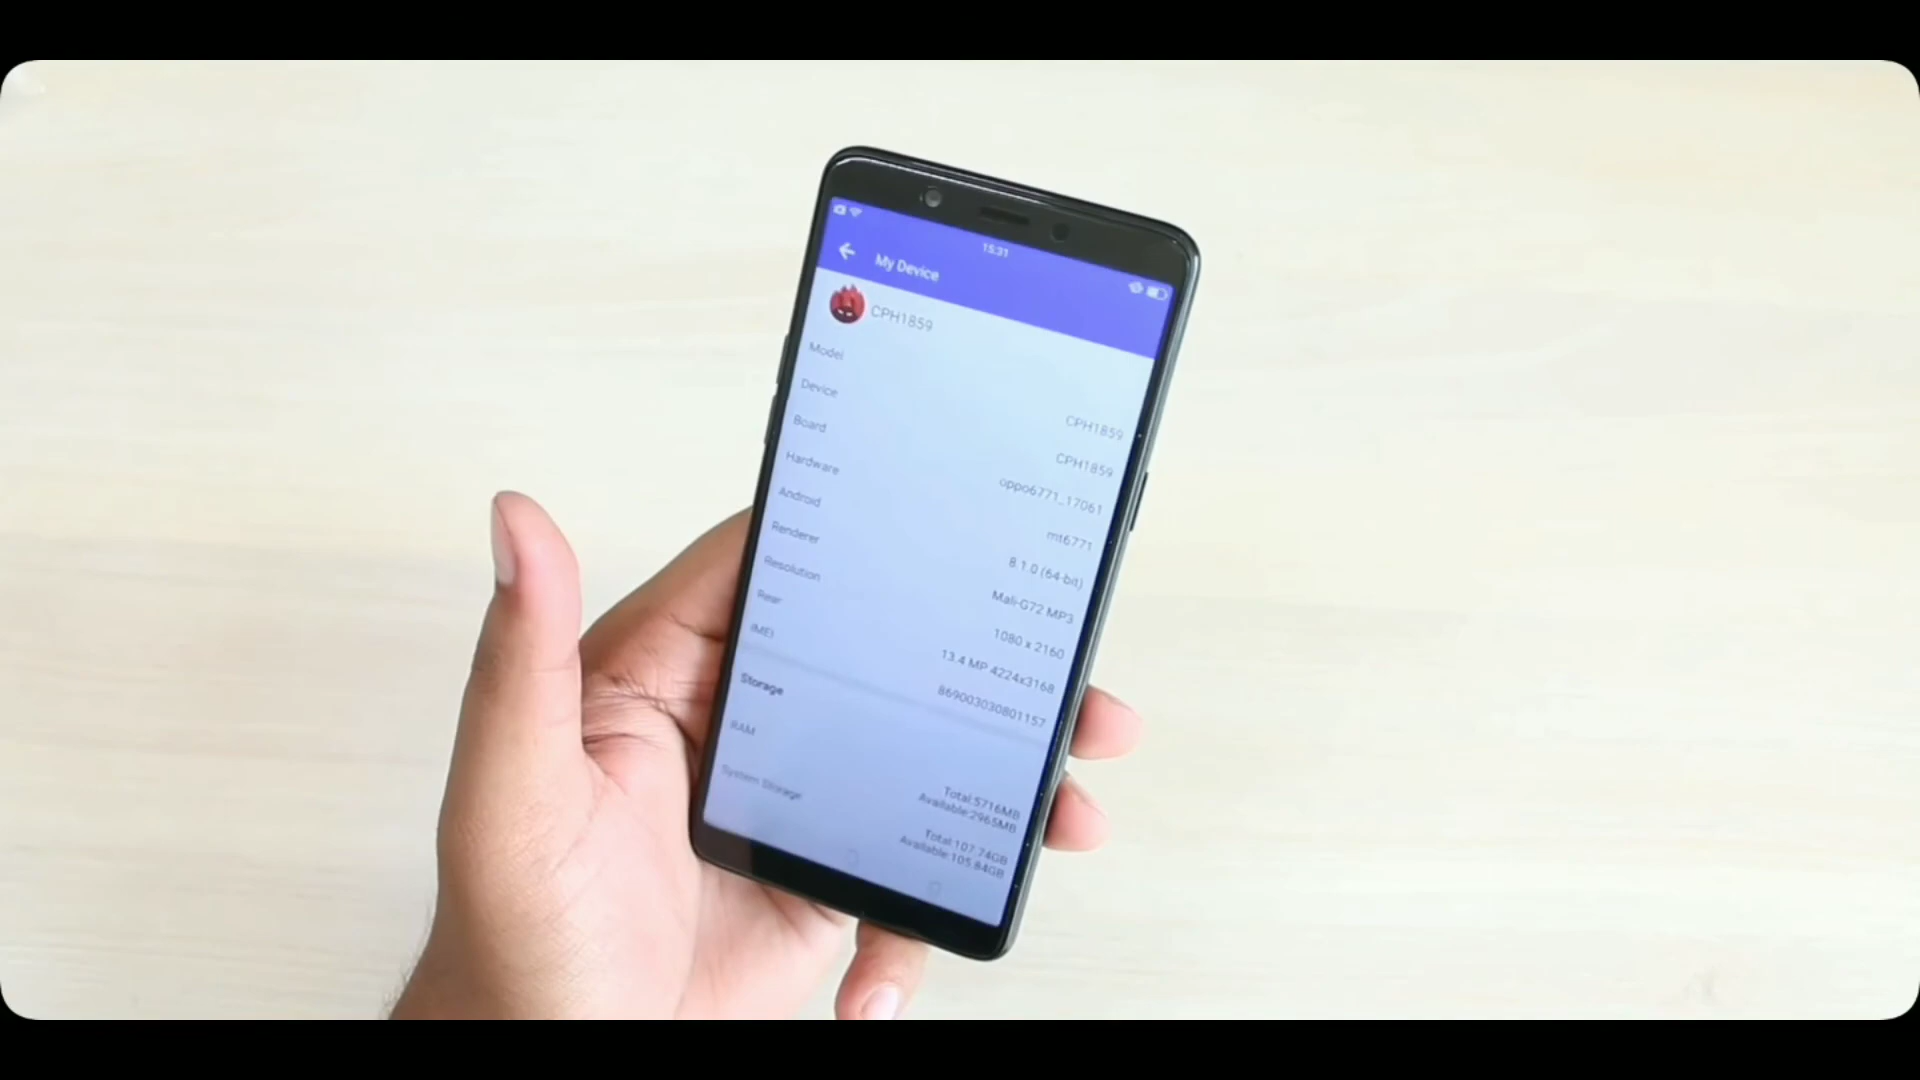 15:31
My Device
CPH1859
Model
CPH1859
Device
CPH1859
Board
oppo6771_17061
Hardware
mt6771
Android
8.1.0 (64-bit)
Renderer
Mali-G72 MP3
Resolution
1080 x 2160
Rear
13.4 MP 4224x3168
IMEI
869003030801157
Storage
RAM
Total:5716MB
Available:2965MB
System Storage
Total:107.74GB
Available:105.84GB